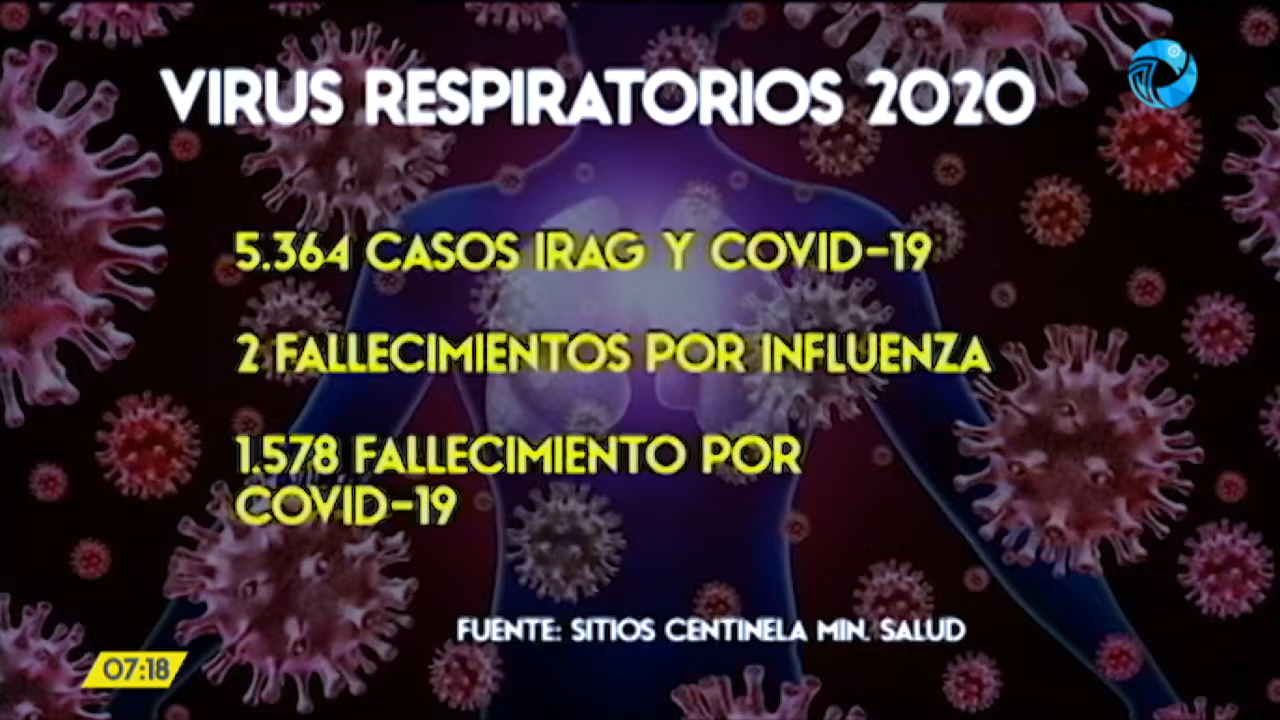 VIRUS RESPIRATORIOS 2020
5.364 CASOS IRAG Y COVID-19
2 FALLECIMIENTOS POR INFLUENZA
1.578 FALLECIMIENTO POR
COVID-19
FUENTE: SITIOS CENTINELA MIN. SALUD
07:18